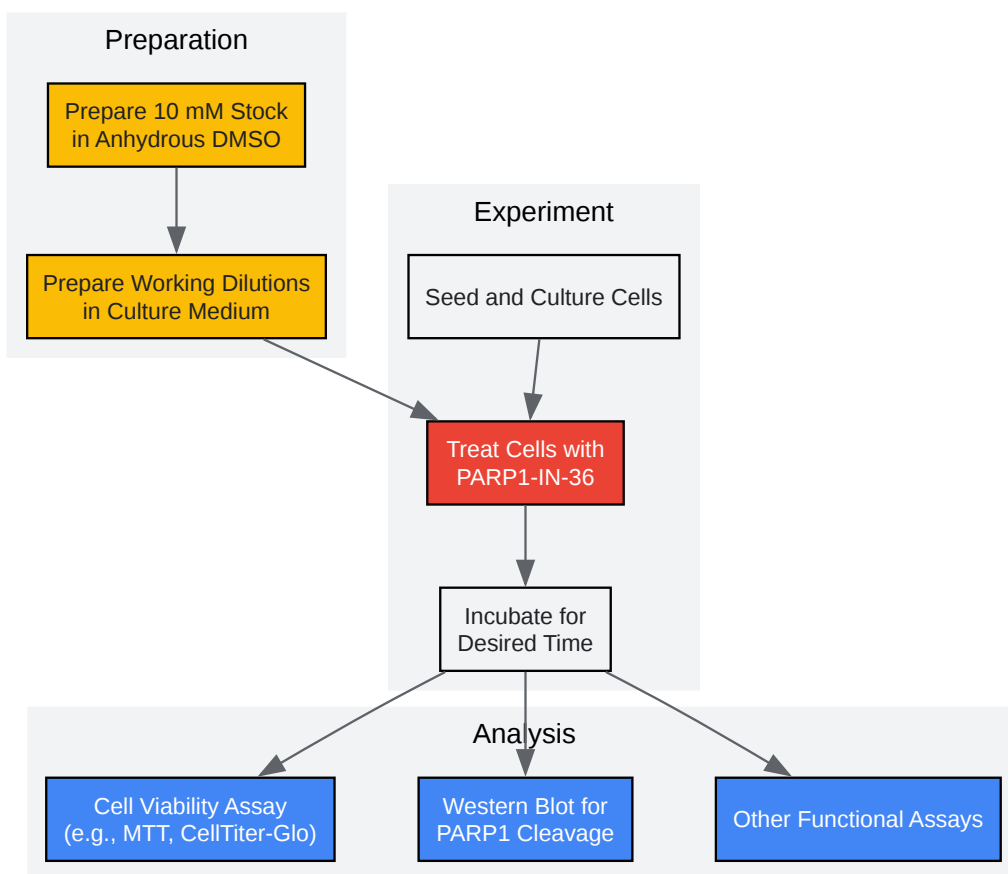 Preparation
Prepare 10 mM Stock
in Anhydrous DMSO
Prepare Working Dilutions
in Culture Medium
Experiment
Seed and Culture Cells
Treat Cells with
PARP1-IN-36
Incubate for
Desired Time
Analysis
Cell Viability Assay
(e.g., MTT, CellTiter-Glo)
Western Blot for
PARP1 Cleavage
Other Functional Assays